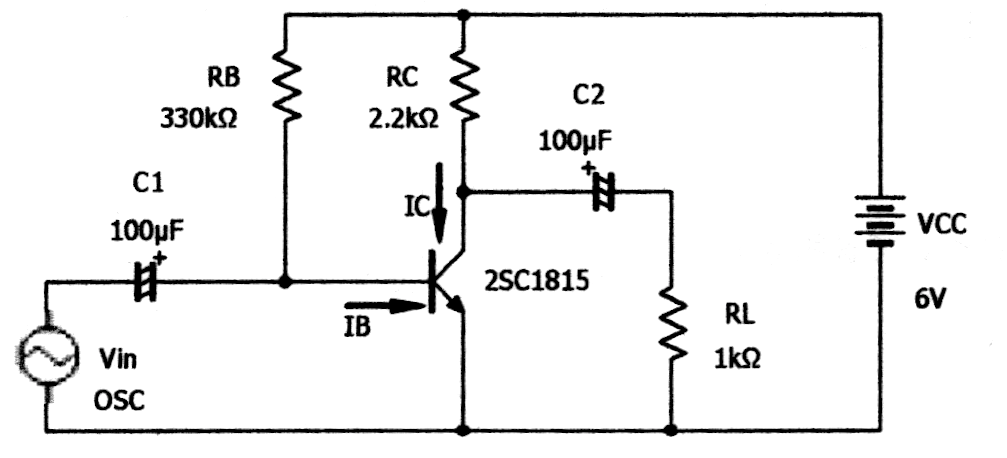 RB
330kΩ
RC
2.2kΩ
C2
100μF
+
C1
100μF
+
IC
2SC1815
IB
VCC
6V
Vin
OSC
RL
1kΩ